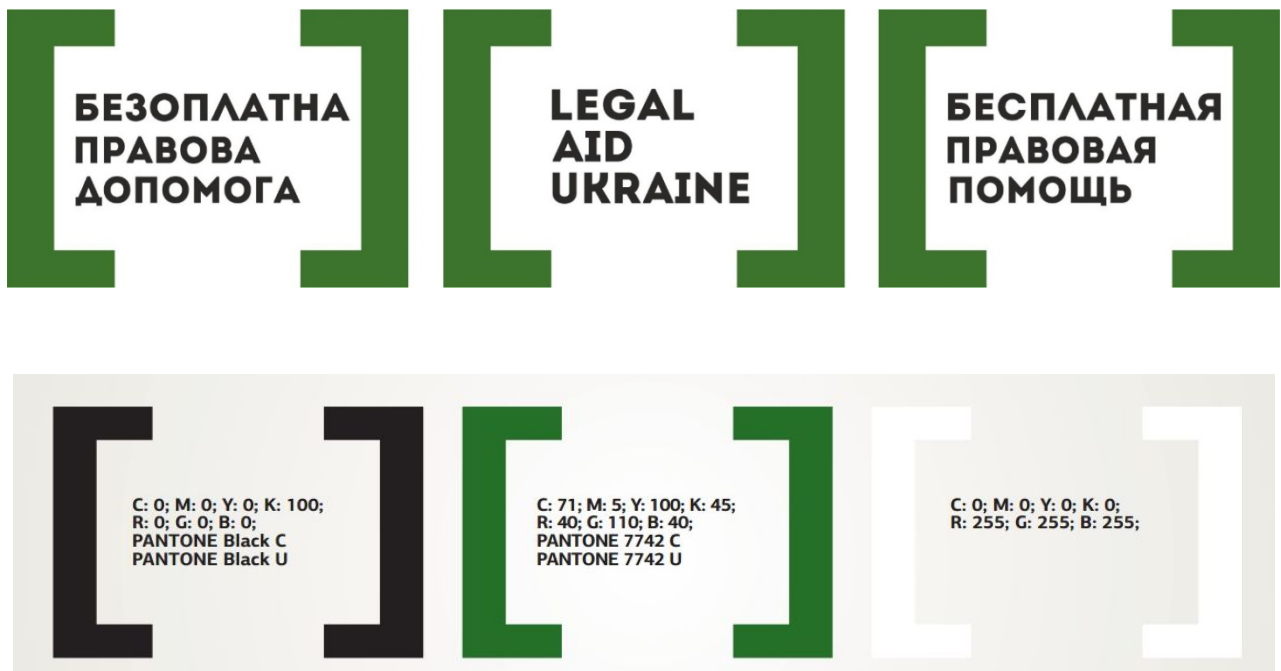 БЕЗОПЛАТНА
ПРАВОВА
ДОПОМОГА
LEGAL
AID
UKRAINE
БЕСПЛАТНАЯ
ПРАВОВАЯ
ПОМОЩЬ
C: 0; M: 0; Y: 0; K: 100;
R: 0; G: 0; B: 0;
PANTONE Black C
PANTONE Black U
C: 71; M: 5; Y: 100; K: 45;
R: 40; G: 110; B: 40;
PANTONE 7742 C
PANTONE 7742 U
C: 0; M: 0; Y: 0; K: 0;
R: 255; G: 255; B: 255;